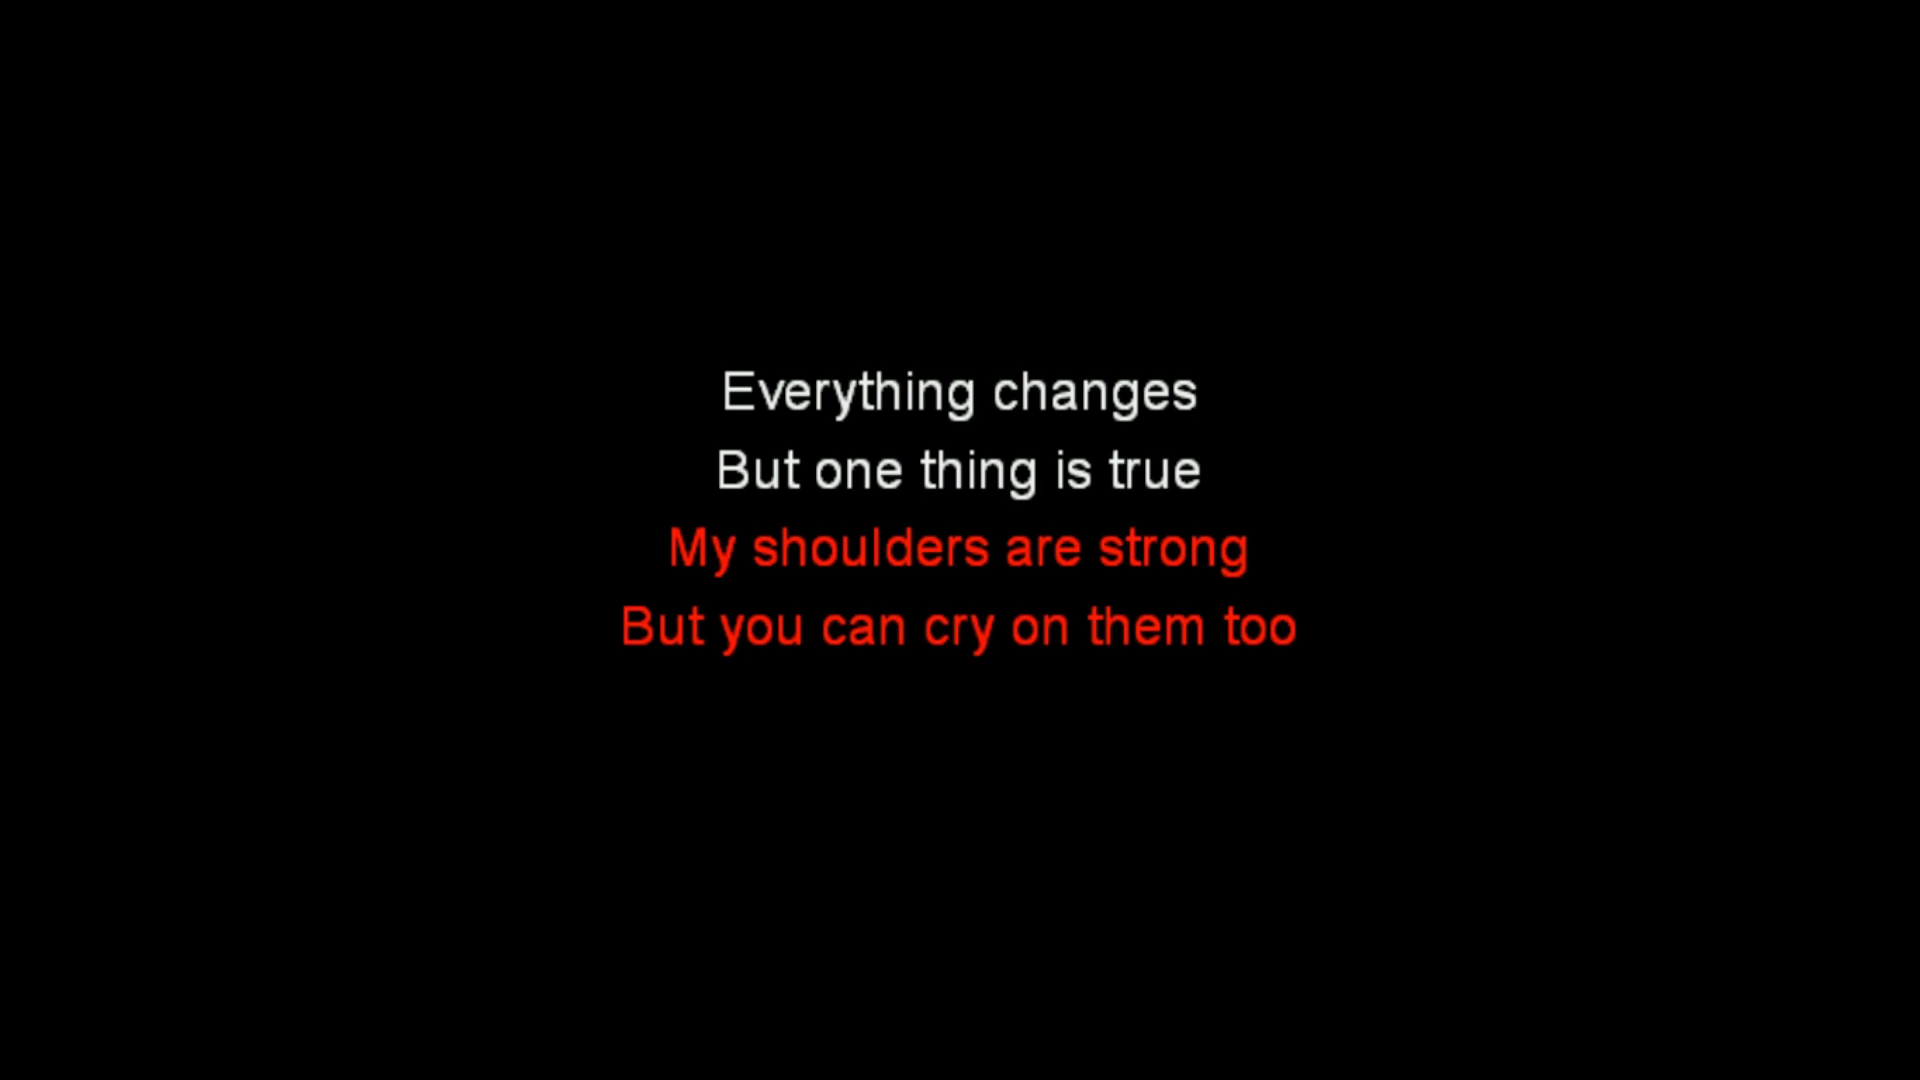 Everything changes
But one thing is true
My shoulders are strong
But you can cry on them too